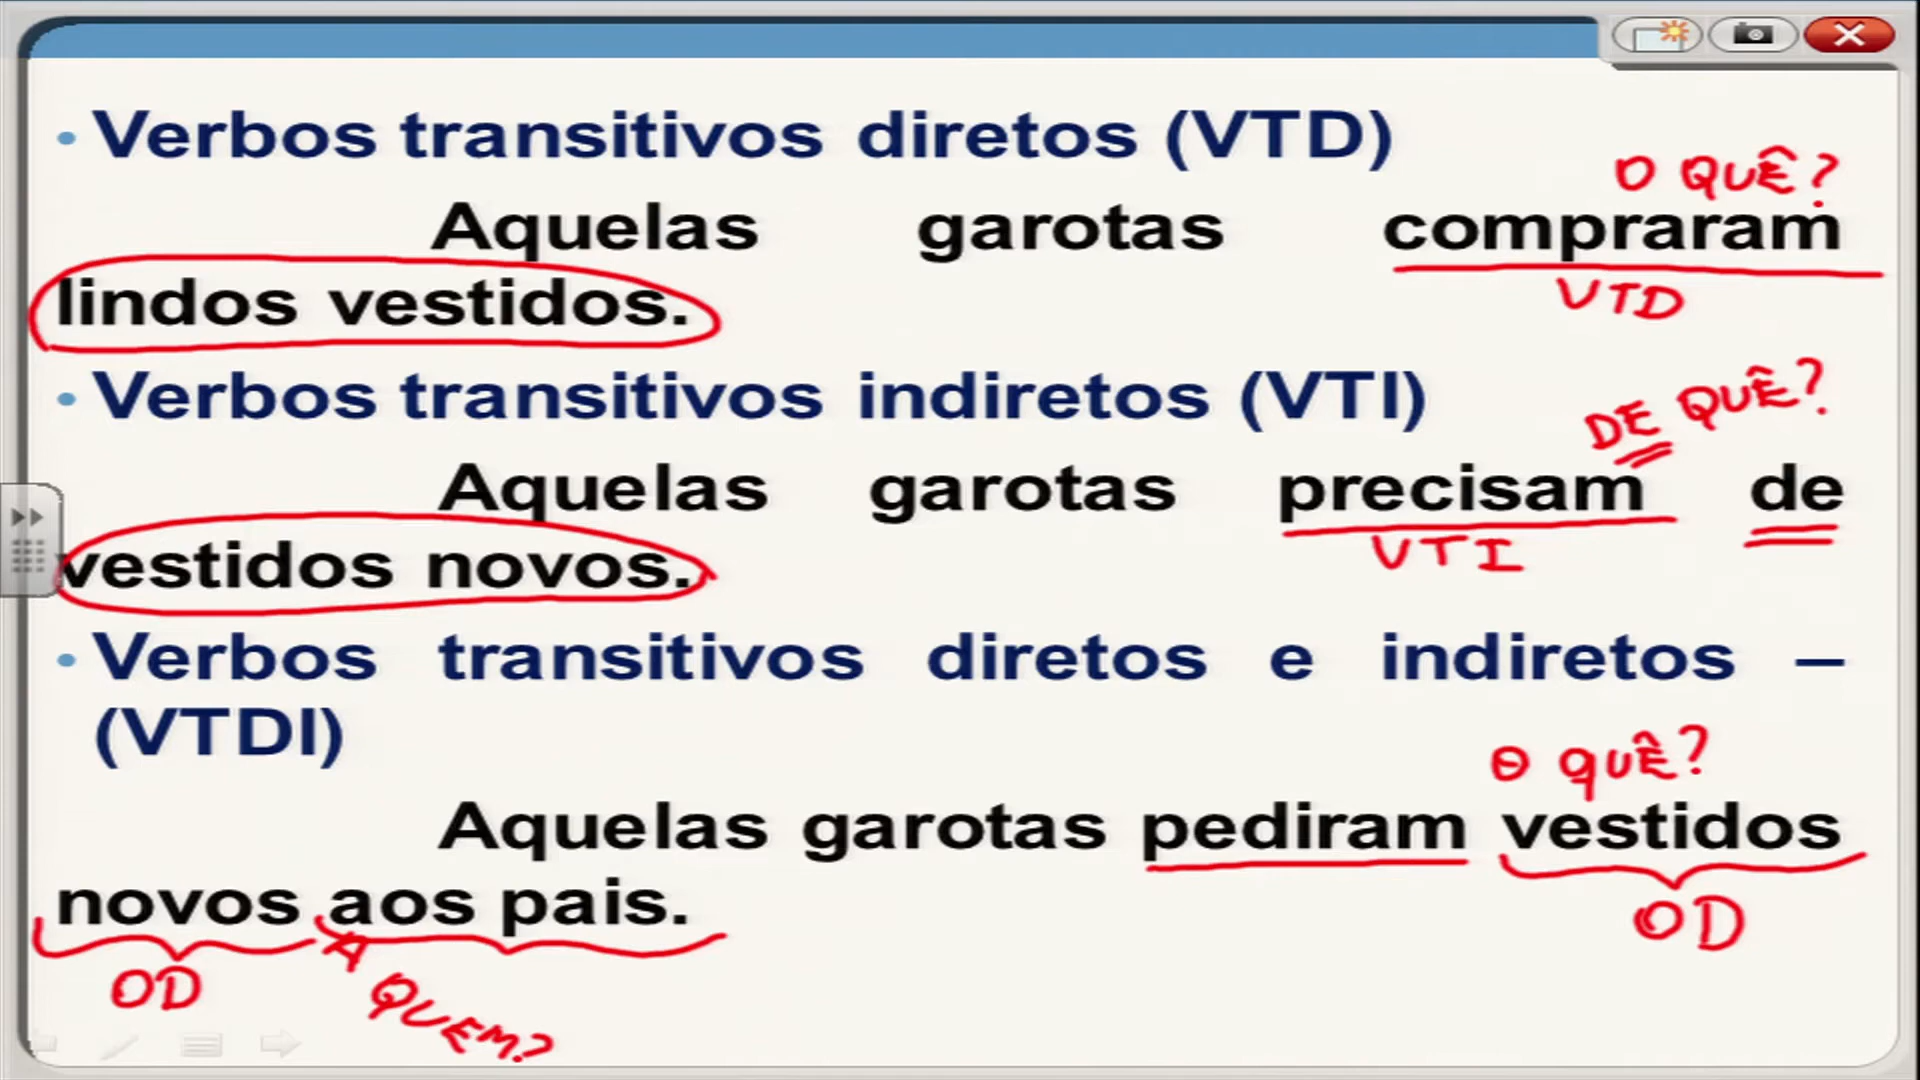 • Verbos transitivos diretos (VTD)
O QUÊ?
Aquelas garotas compraram
lindos vestidos.
VTD
• Verbos transitivos indiretos (VTI)
DE QUÊ?
Aquelas garotas precisam de
VTI
vestidos novos.
• Verbos transitivos diretos e indiretos –
(VTDI)
O QUÊ?
Aquelas garotas pediram vestidos
novos aos pais.
OD
OD
A QUEM?